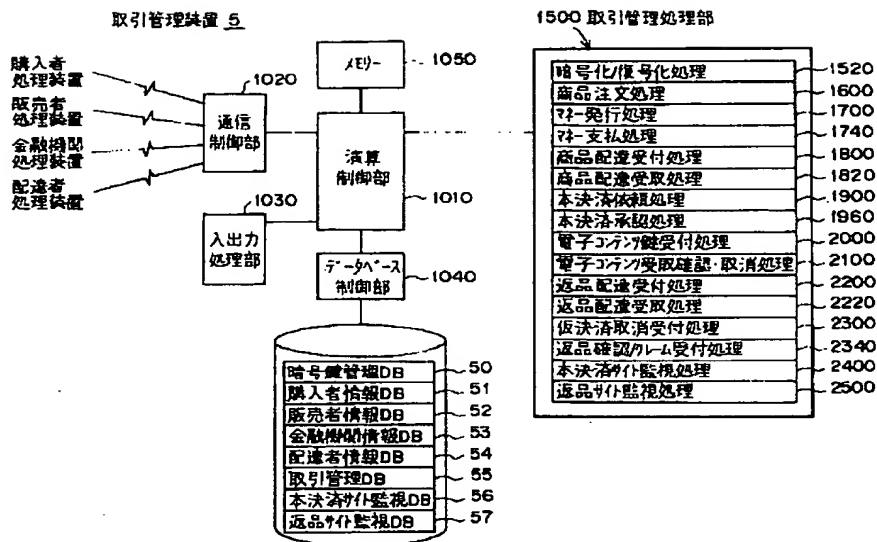 取引管理装置 5
購入者
処理装置
販売者
処理装置
金融機関
処理装置
配達者
処理装置
1020
通信
制御部
メモリー
1050
演算
制御部
1010
1030
入出力
処理部
データベース
制御部
1040
暗号鍵管理DB 50
購入者情報DB 51
販売者情報DB 52
金融機関情報DB 53
配達者情報DB 54
取引管理DB 55
本決済サイト監視DB 56
返品サイト監視DB 57
1500 取引管理処理部
暗号化/復号化処理 1520
商品注文処理 1600
マネー発行処理 1700
マネー支払処理 1740
商品配達受付処理 1800
商品配達受取処理 1820
本決済依頼処理 1900
本決済承認処理 1960
電子コンテンツ鍵受付処理 2000
電子コンテンツ受取確認・取消処理 2100
返品配達受付処理 2200
返品配達受取処理 2220
仮決済取消受付処理 2300
返品確認/クレーム受付処理 2340
本決済サイト監視処理 2400
返品サイト監視処理 2500